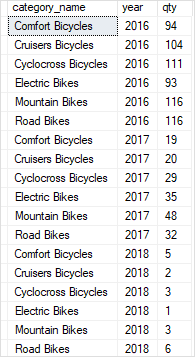 category_name year qty
Comfort Bicycles 2016 94
Cruisers Bicycles 2016 104
Cyclocross Bicycles 2016 111
Electric Bikes 2016 93
Mountain Bikes 2016 116
Road Bikes 2016 116
Comfort Bicycles 2017 19
Cruisers Bicycles 2017 20
Cyclocross Bicycles 2017 29
Electric Bikes 2017 35
Mountain Bikes 2017 48
Road Bikes 2017 32
Comfort Bicycles 2018 5
Cruisers Bicycles 2018 2
Cyclocross Bicycles 2018 3
Electric Bikes 2018 1
Mountain Bikes 2018 3
Road Bikes 2018 6